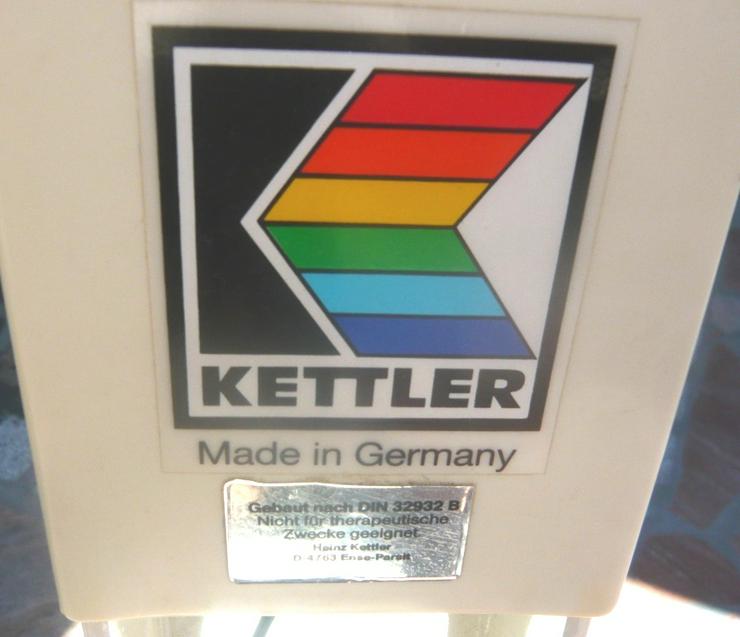 KETTLER
Made in Germany
Gebaut nach DIN 32932 B
Nicht für therapeutische
Zwecke geeignet
Heinz Kettler
D-4763 Ense-Parsit